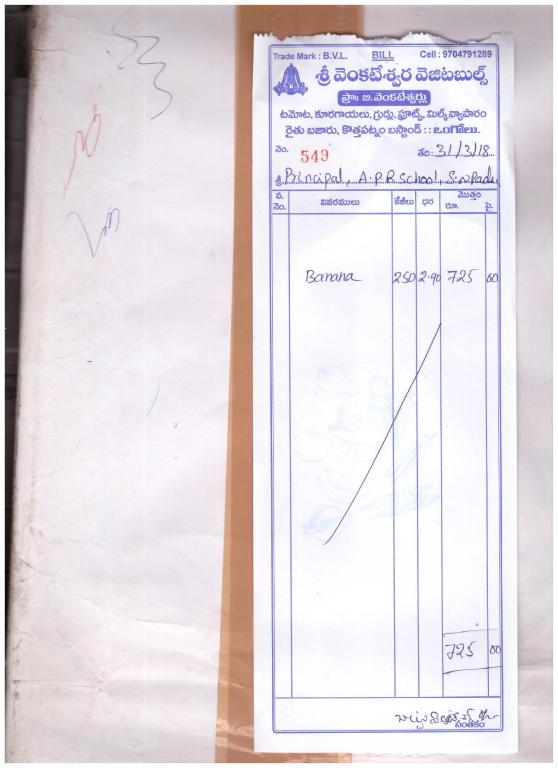 Trade Mark : B.V.L. BILL Cell : 9704791289
శ్రీ వెంకటేశ్వర వెజిటబుల్స్
ప్రొః బి.వెంకటేశ్వర్లు
టమోట, కూరగాయలు, గ్రుడ్లు, ఫ్రూట్స్, మిల్క్ వ్యాపారం
రైతు బజారు, కొత్తపట్నం బస్టాండ్ : : ఒంగోలు.
నెం. 549 తేది : 31/3/18
శ్రీ Principal, A.P.R School, S.N Padu
వ. నెం. వివరములు కేజీలు ధర మొత్తం రూ. పై.
Banana 250 2.90 725 00
725 00
సంతకం